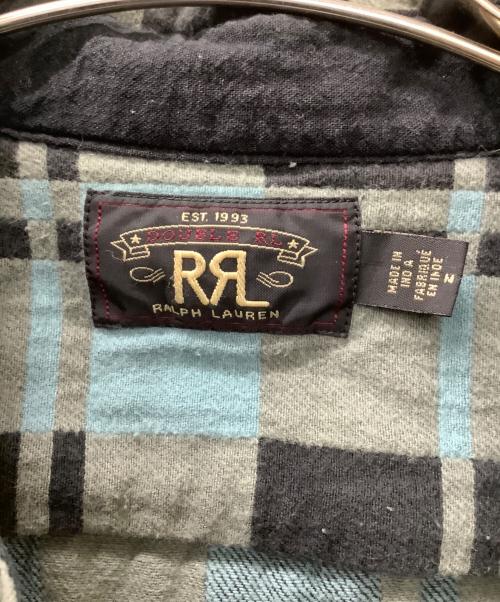 EST. 1993
DOUBLE RL
RRL
RALPH LAUREN
MADE IN
INDIA
FABRIQUÉ
EN INDE
M